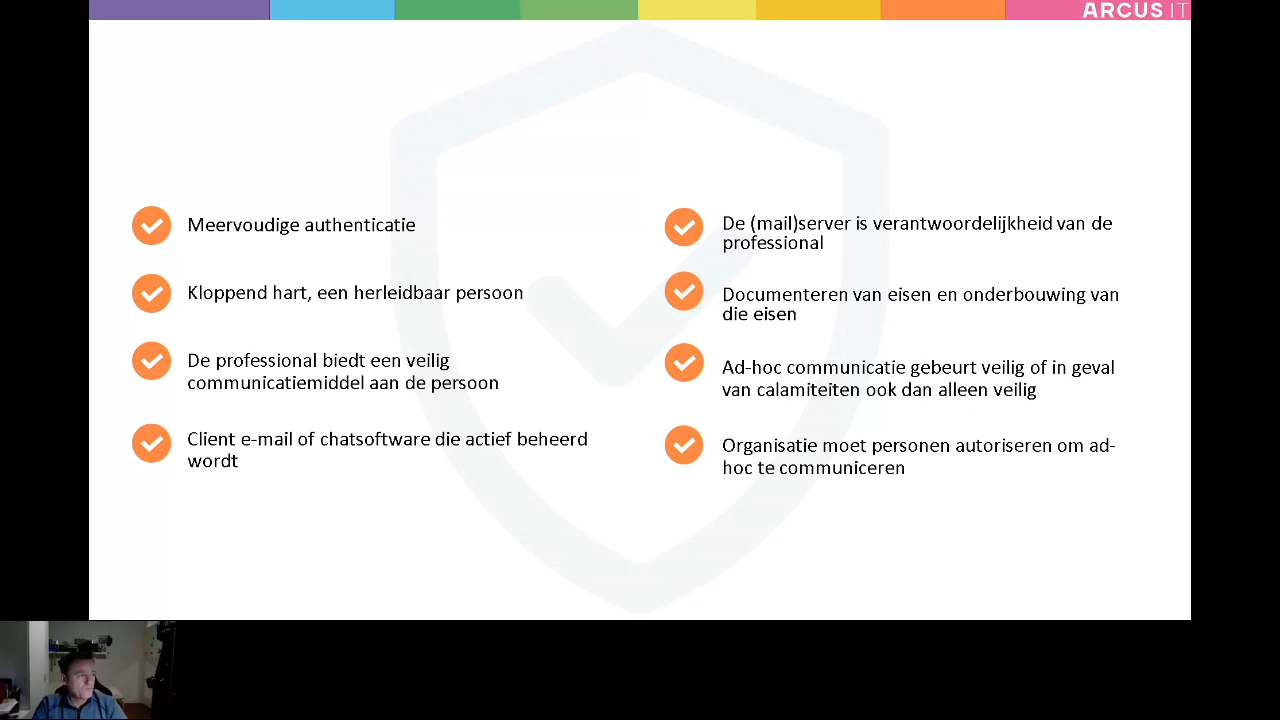 ARCUS IT
Meervoudige authenticatie
Kloppend hart, een herleidbaar persoon
De professional biedt een veilig
communicatiemiddel aan de persoon
Client e-mail of chatsoftware die actief beheerd
wordt
De (mail)server is verantwoordelijkheid van de
professional
Documenteren van eisen en onderbouwing van
die eisen
Ad-hoc communicatie gebeurt veilig of in geval
van calamiteiten ook dan alleen veilig
Organisatie moet personen autoriseren om ad-
hoc te communiceren